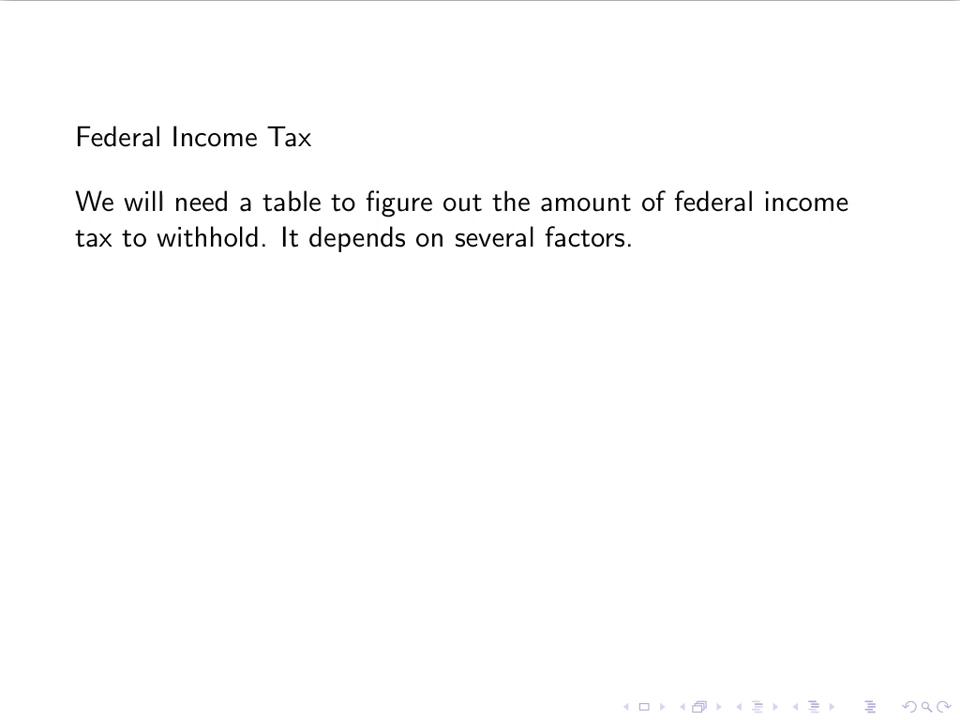 Federal Income Tax
We will need a table to figure out the amount of federal income
tax to withhold. It depends on several factors.